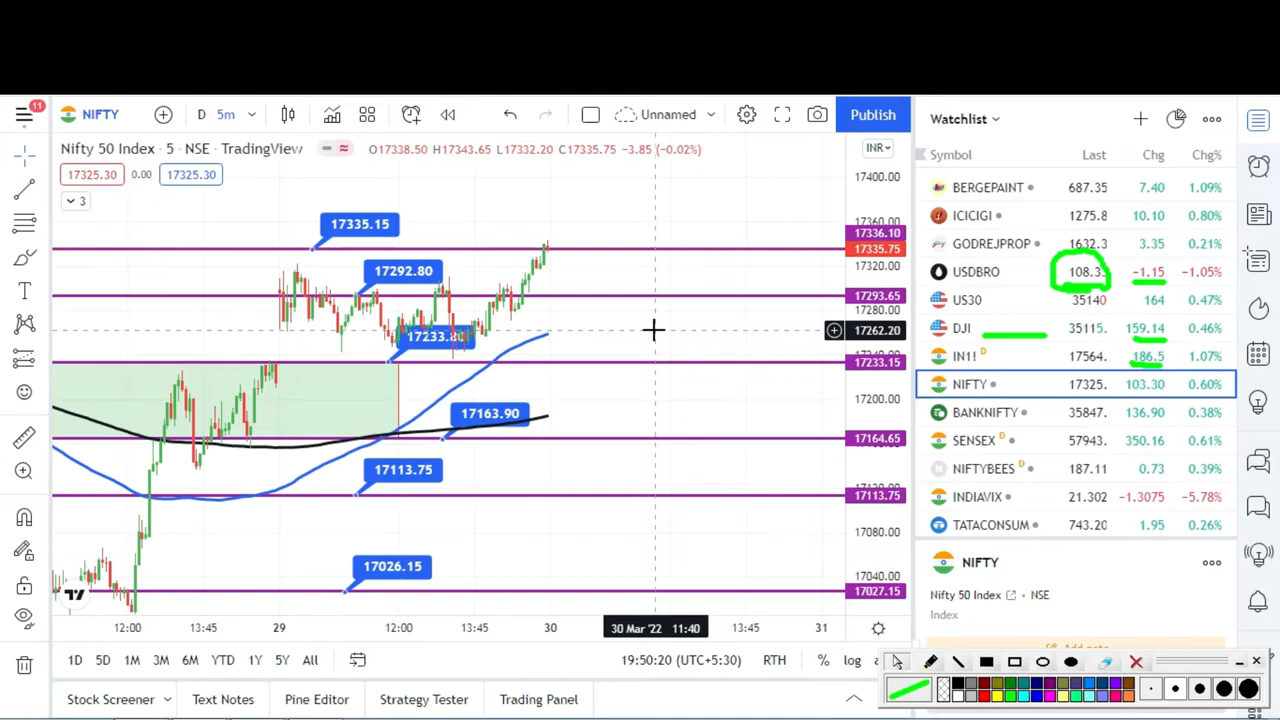 11
NIFTY
D 5m
Unnamed
Publish
Nifty 50 Index · 5 · NSE · TradingView
O17338.50 H17343.65 L17332.20 C17335.75 −3.85 (−0.02%)
INR
17325.30 0.00 17325.30
3
17400.00
17360.00
17335.15
17336.10
17335.75
17320.00
17292.80
17293.65
17280.00
17262.20
17233.15
17200.00
17163.90
17164.65
17113.75
17113.75
17080.00
17040.00
17026.15
17027.15
12:00 13:45 29 12:00 13:45 30 30 Mar '22 11:40 13:45 31
1D 5D 1M 3M 6M YTD 1Y 5Y All
19:50:20 (UTC+5:30) RTH % log
Stock Screener Text Notes Pine Editor Strategy Tester Trading Panel
Watchlist
Symbol Last Chg Chg%
BERGEPAINT 687.35 7.40 1.09%
ICICIGI 1275.8 10.10 0.80%
GODREJPROP 1632.3 3.35 0.21%
USDBRO −1.15 −1.05%
US30 35140 164 0.47%
DJI 35115. 159.14 0.46%
IN1! D 17564. 186.5 1.07%
NIFTY 17325. 103.30 0.60%
BANKNIFTY 35847. 136.90 0.38%
SENSEX D 57943. 350.16 0.61%
NIFTYBEES D 187.11 0.73 0.39%
INDIAVIX 21.302 −1.3075 −5.78%
TATACONSUM 743.20 1.95 0.26%
NIFTY
Nifty 50 Index • NSE
Index
Add note